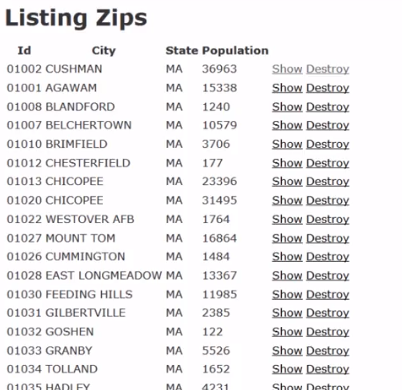 Listing Zips
Id City State Population
01002 CUSHMAN MA 36963 Show Destroy
01001 AGAWAM MA 15338 Show Destroy
01008 BLANDFORD MA 1240 Show Destroy
01007 BELCHERTOWN MA 10579 Show Destroy
01010 BRIMFIELD MA 3706 Show Destroy
01012 CHESTERFIELD MA 177 Show Destroy
01013 CHICOPEE MA 23396 Show Destroy
01020 CHICOPEE MA 31495 Show Destroy
01022 WESTOVER AFB MA 1764 Show Destroy
01027 MOUNT TOM MA 16864 Show Destroy
01026 CUMMINGTON MA 1484 Show Destroy
01028 EAST LONGMEADOW MA 13367 Show Destroy
01030 FEEDING HILLS MA 11985 Show Destroy
01031 GILBERTVILLE MA 2385 Show Destroy
01032 GOSHEN MA 122 Show Destroy
01033 GRANBY MA 5526 Show Destroy
01034 TOLLAND MA 1652 Show Destroy
01035 HADLEY MA 4231 Show Destroy